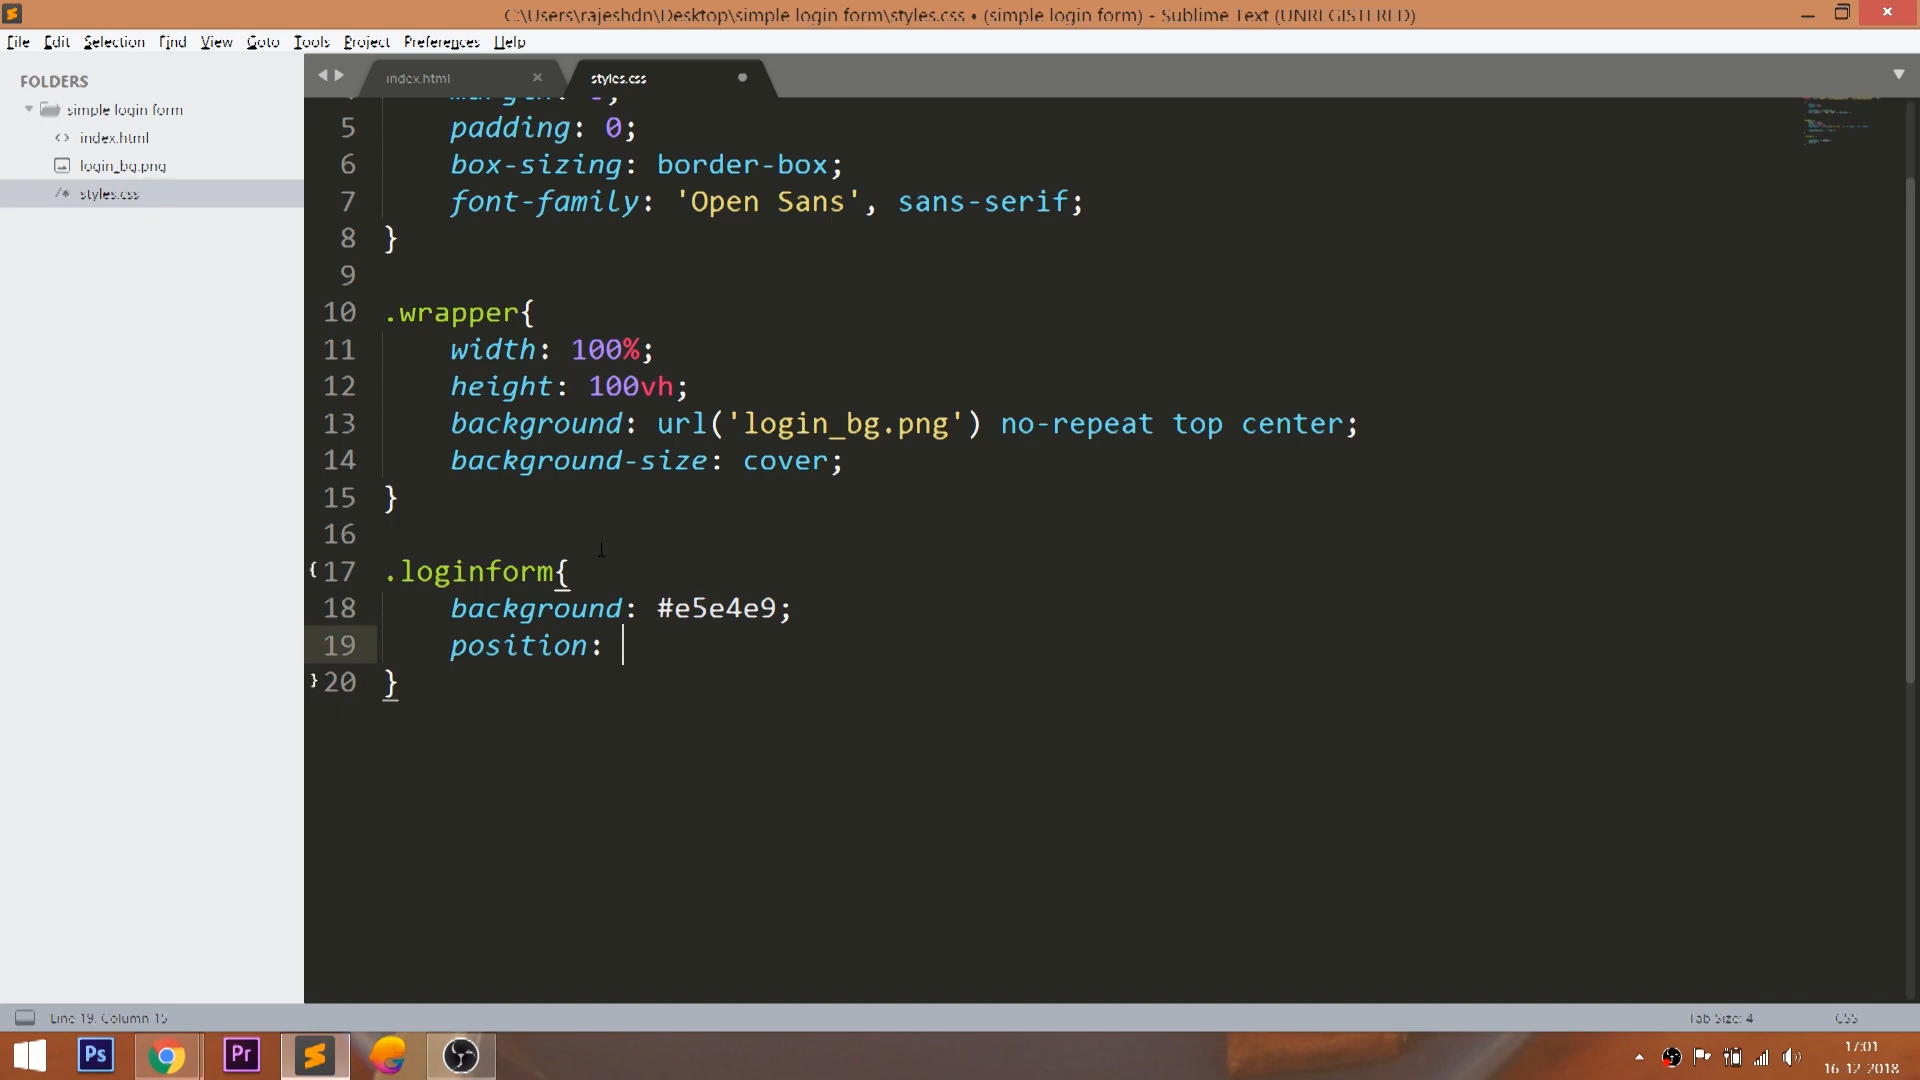 C:\Users\rajeshdn\Desktop\simple login form\styles.css • (simple login form) - Sublime Text (UNREGISTERED)
File Edit Selection Find View Goto Tools Project Preferences Help
FOLDERS
simple login form
<> index.html
login_bg.png
/* styles.css
index.html
styles.css
5 padding: 0;
6 box-sizing: border-box;
7 font-family: 'Open Sans', sans-serif;
8 }
9
10 .wrapper{
11 width: 100%;
12 height: 100vh;
13 background: url('login_bg.png') no-repeat top center;
14 background-size: cover;
15 }
16
17 .loginform{
18 background: #e5e4e9;
19 position:
20 }
Line 19, Column 15
Tab Size: 4
CSS
Ps
Pr
17:01
16-12-2018